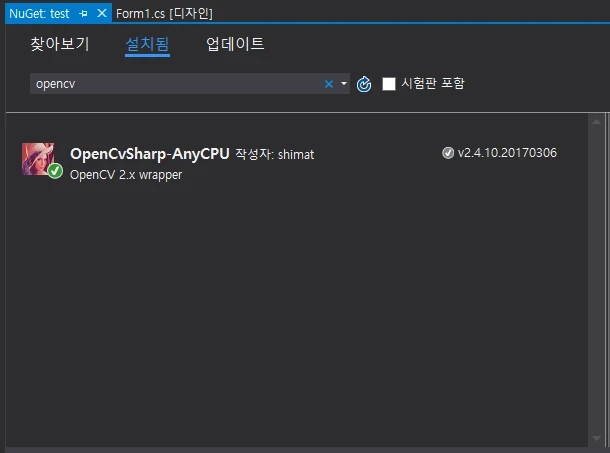 NuGet: test
Form1.cs [디자인]
찾아보기 설치됨 업데이트
opencv
시험판 포함
OpenCvSharp-AnyCPU 작성자: shimat
v2.4.10.20170306
OpenCV 2.x wrapper